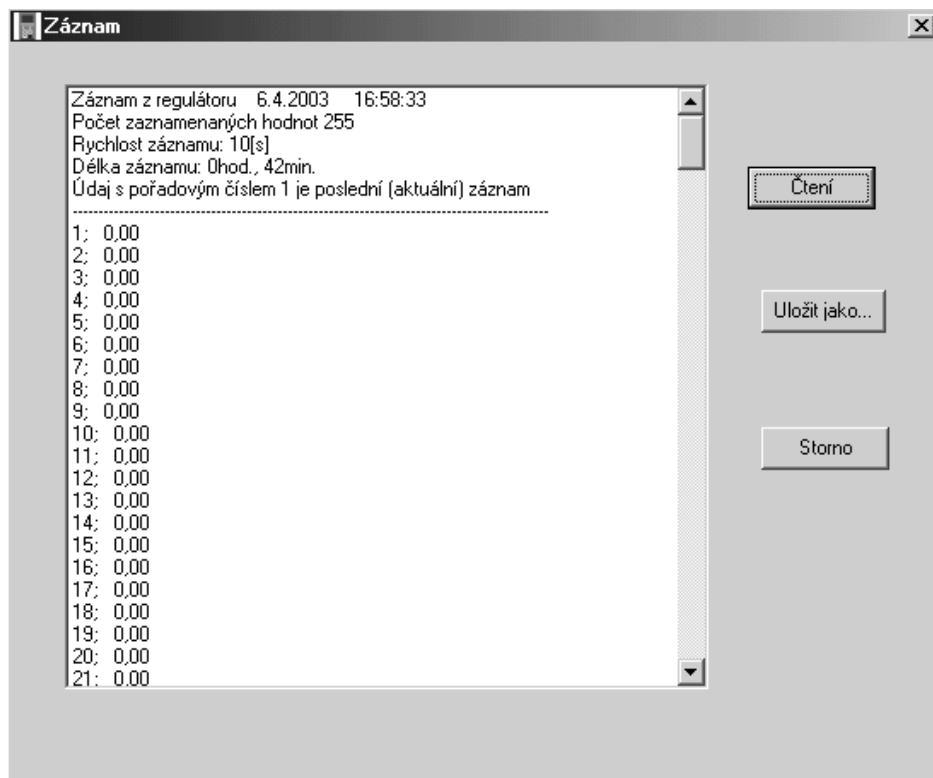 Záznam
Záznam z regulátoru 6.4.2003 16:58:33
Počet zaznamenaných hodnot 255
Rychlost záznamu: 10[s]
Délka záznamu: 0hod., 42min.
Údaj s pořadovým číslem 1 je poslední (aktuální) záznam
--------------------------------------------------------------------------------------------
1; 0,00
2; 0,00
3; 0,00
4; 0,00
5; 0,00
6; 0,00
7; 0,00
8; 0,00
9; 0,00
10; 0,00
11; 0,00
12; 0,00
13; 0,00
14; 0,00
15; 0,00
16; 0,00
17; 0,00
18; 0,00
19; 0,00
20; 0,00
21; 0,00
Čtení
Uložit jako...
Storno